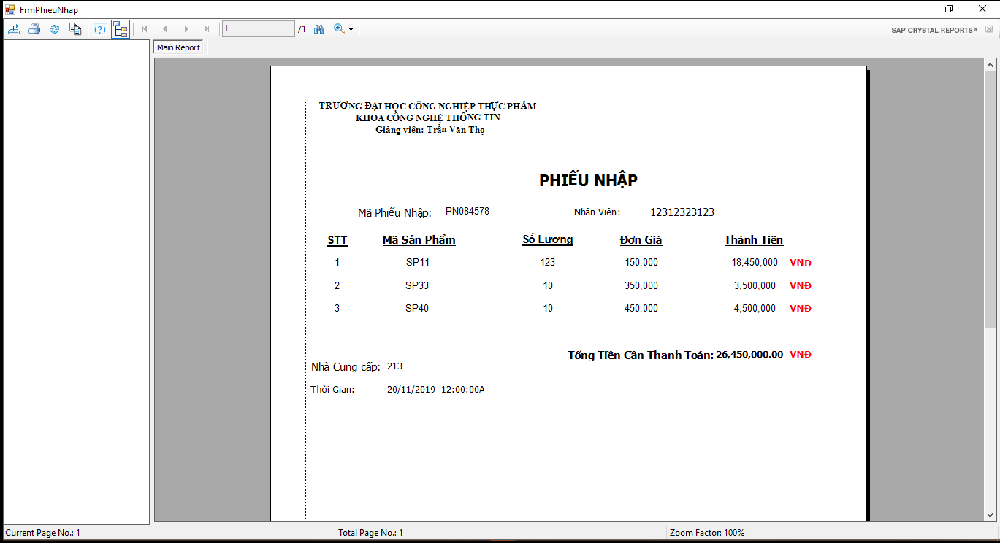 FrmPhieuNhap
1 /1
SAP CRYSTAL REPORTS®
Main Report
TRƯỜNG ĐẠI HỌC CÔNG NGHIỆP THỰC PHẨM
KHOA CÔNG NGHỆ THÔNG TIN
Giảng viên: Trần Văn Thọ
PHIẾU NHẬP
Mã Phiếu Nhập: PN084578 Nhân Viên: 12312323123
STT Mã Sản Phẩm Số Lượng Đơn Giá Thành Tiền
1 SP11 123 150,000 18,450,000 VNĐ
2 SP33 10 350,000 3,500,000 VNĐ
3 SP40 10 450,000 4,500,000 VNĐ
Tổng Tiền Cần Thanh Toán: 26,450,000.00 VNĐ
Nhà Cung cấp: 213
Thời Gian: 20/11/2019 12:00:00A
Current Page No.: 1 Total Page No.: 1 Zoom Factor: 100%